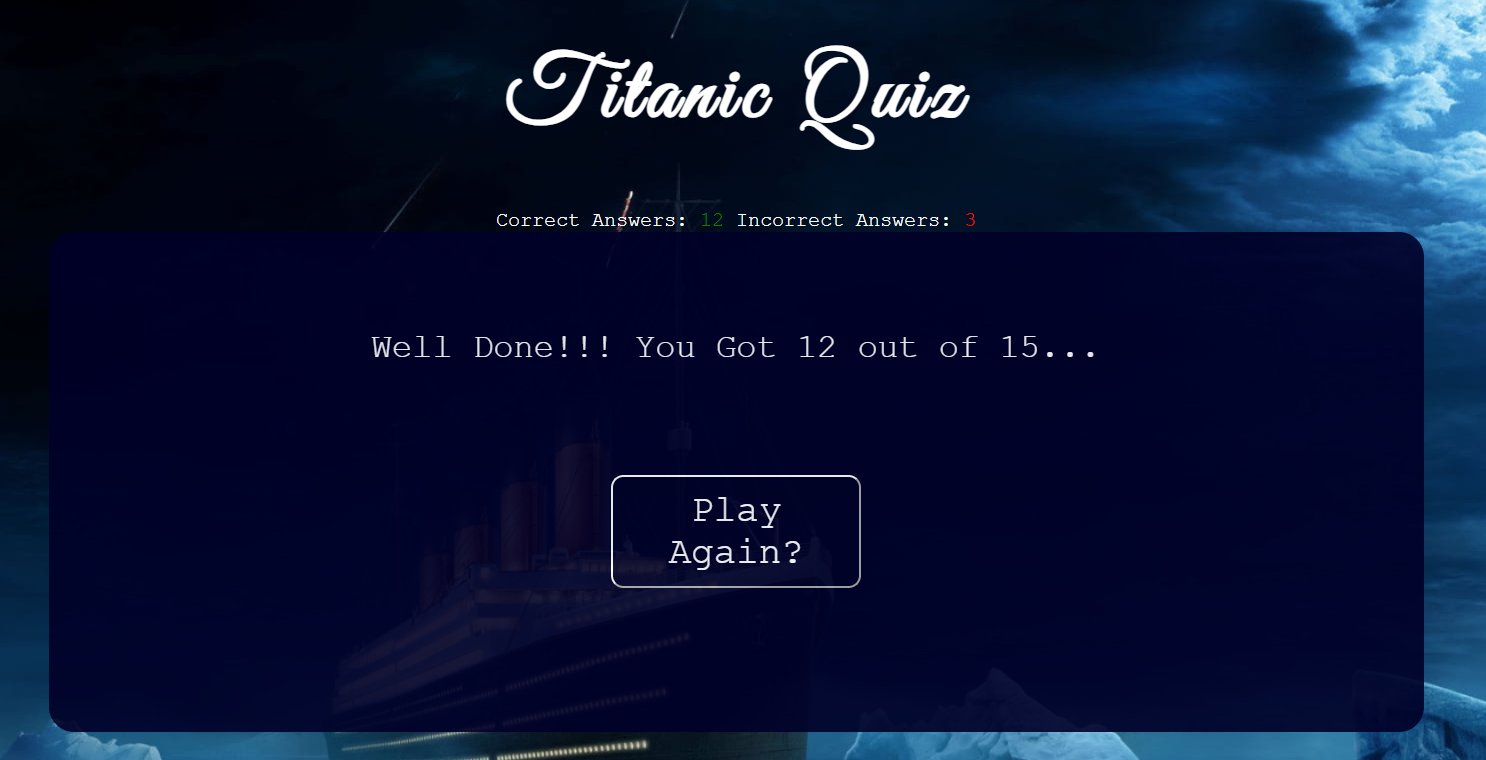 Titanic Quiz
Correct Answers: 12 Incorrect Answers: 3
Well Done!!! You Got 12 out of 15...
Play
Again?